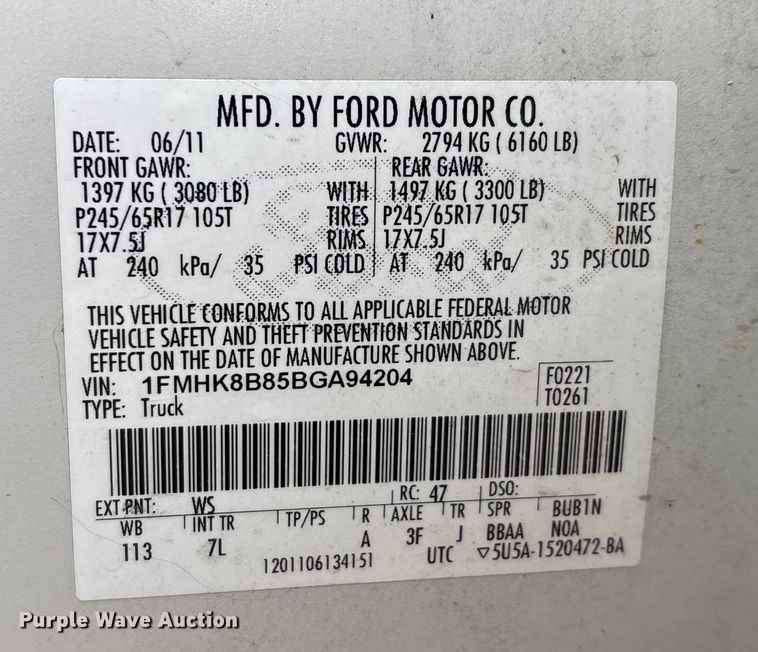 MFD. BY FORD MOTOR CO.
DATE: 06/11 GVWR: 2794 KG ( 6160 LB)
FRONT GAWR: REAR GAWR:
1397 KG ( 3080 LB) WITH 1497 KG ( 3300 LB) WITH
P245/65R17 105T TIRES P245/65R17 105T TIRES
17X7.5J RIMS 17X7.5J RIMS
AT 240 kPa/ 35 PSI COLD AT 240 kPa/ 35 PSI COLD
THIS VEHICLE CONFORMS TO ALL APPLICABLE FEDERAL MOTOR
VEHICLE SAFETY AND THEFT PREVENTION STANDARDS IN
EFFECT ON THE DATE OF MANUFACTURE SHOWN ABOVE.
VIN: 1FMHK8B85BGA94204 F0221
TYPE: Truck T0261
EXT PNT: WS RC: 47 DSO:
WB INT TR TP/PS R AXLE TR SPR BUB1N
113 7L A 3F J BBAA NOA
1201106134151 UTC ▽5U5A-1520472-BA
Purple Wave Auction